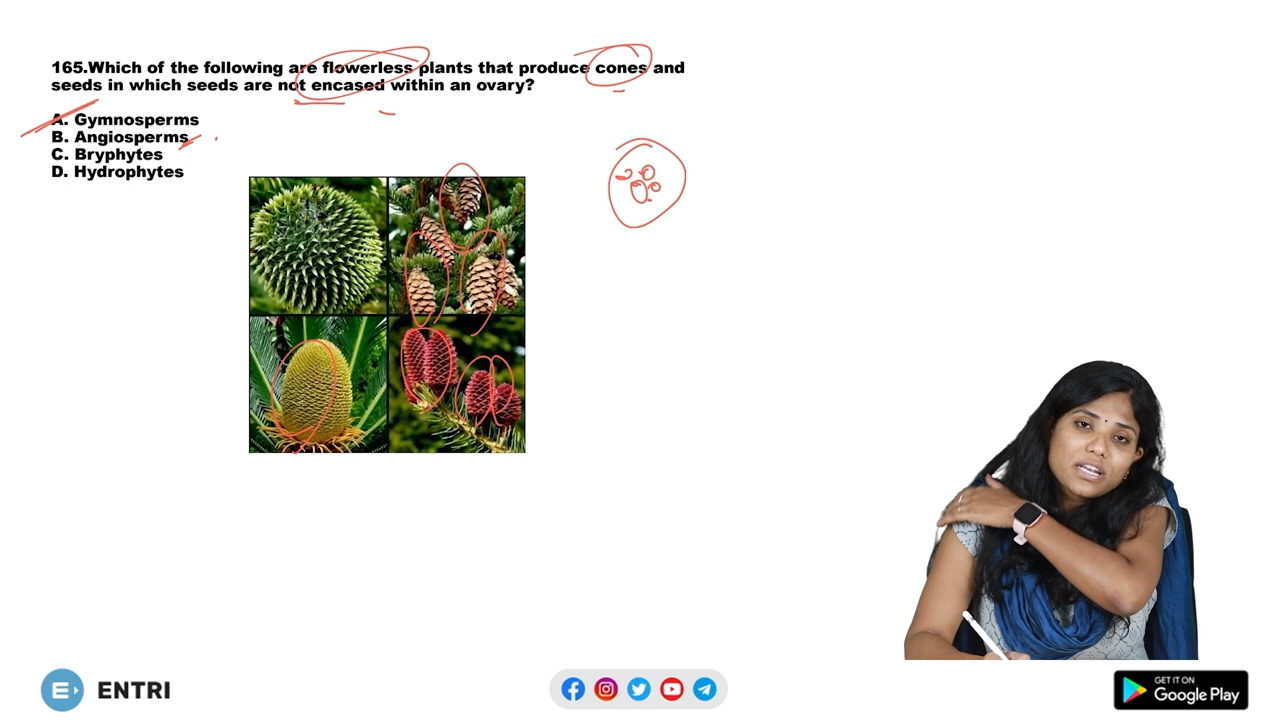 165.Which of the following are flowerless plants that produce cones and
seeds in which seeds are not encased within an ovary?
A. Gymnosperms
B. Angiosperms
C. Bryphytes
D. Hydrophytes
E ENTRI
GET IT ON
Google Play